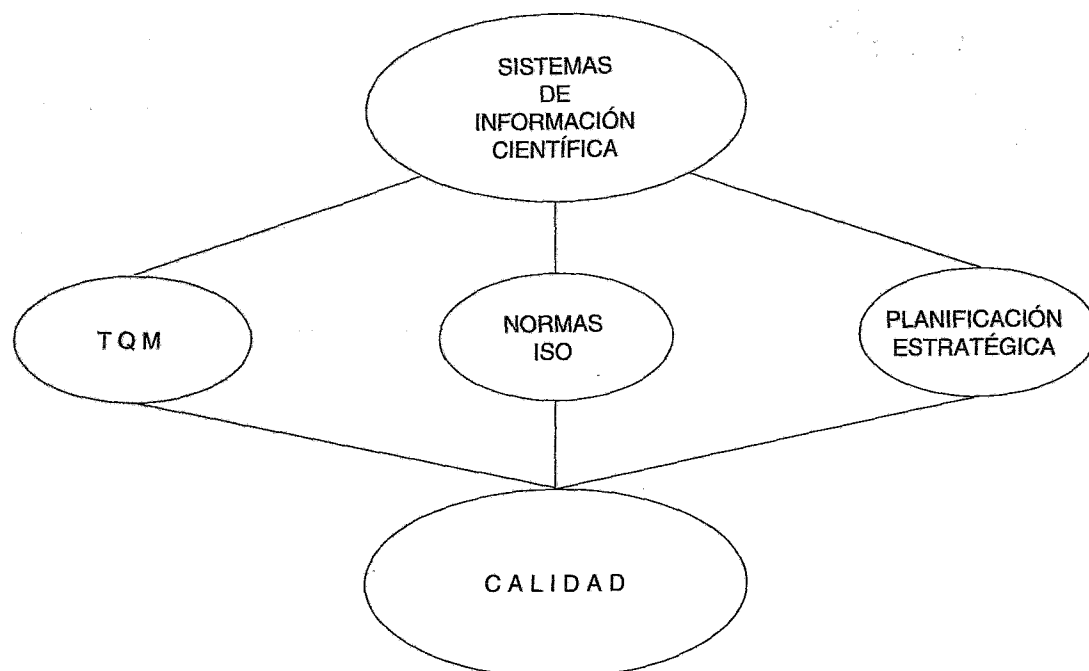 SISTEMAS
DE
INFORMACIÓN
CIENTÍFICA
T Q M
NORMAS
ISO
PLANIFICACIÓN
ESTRATÉGICA
C A L I D A D